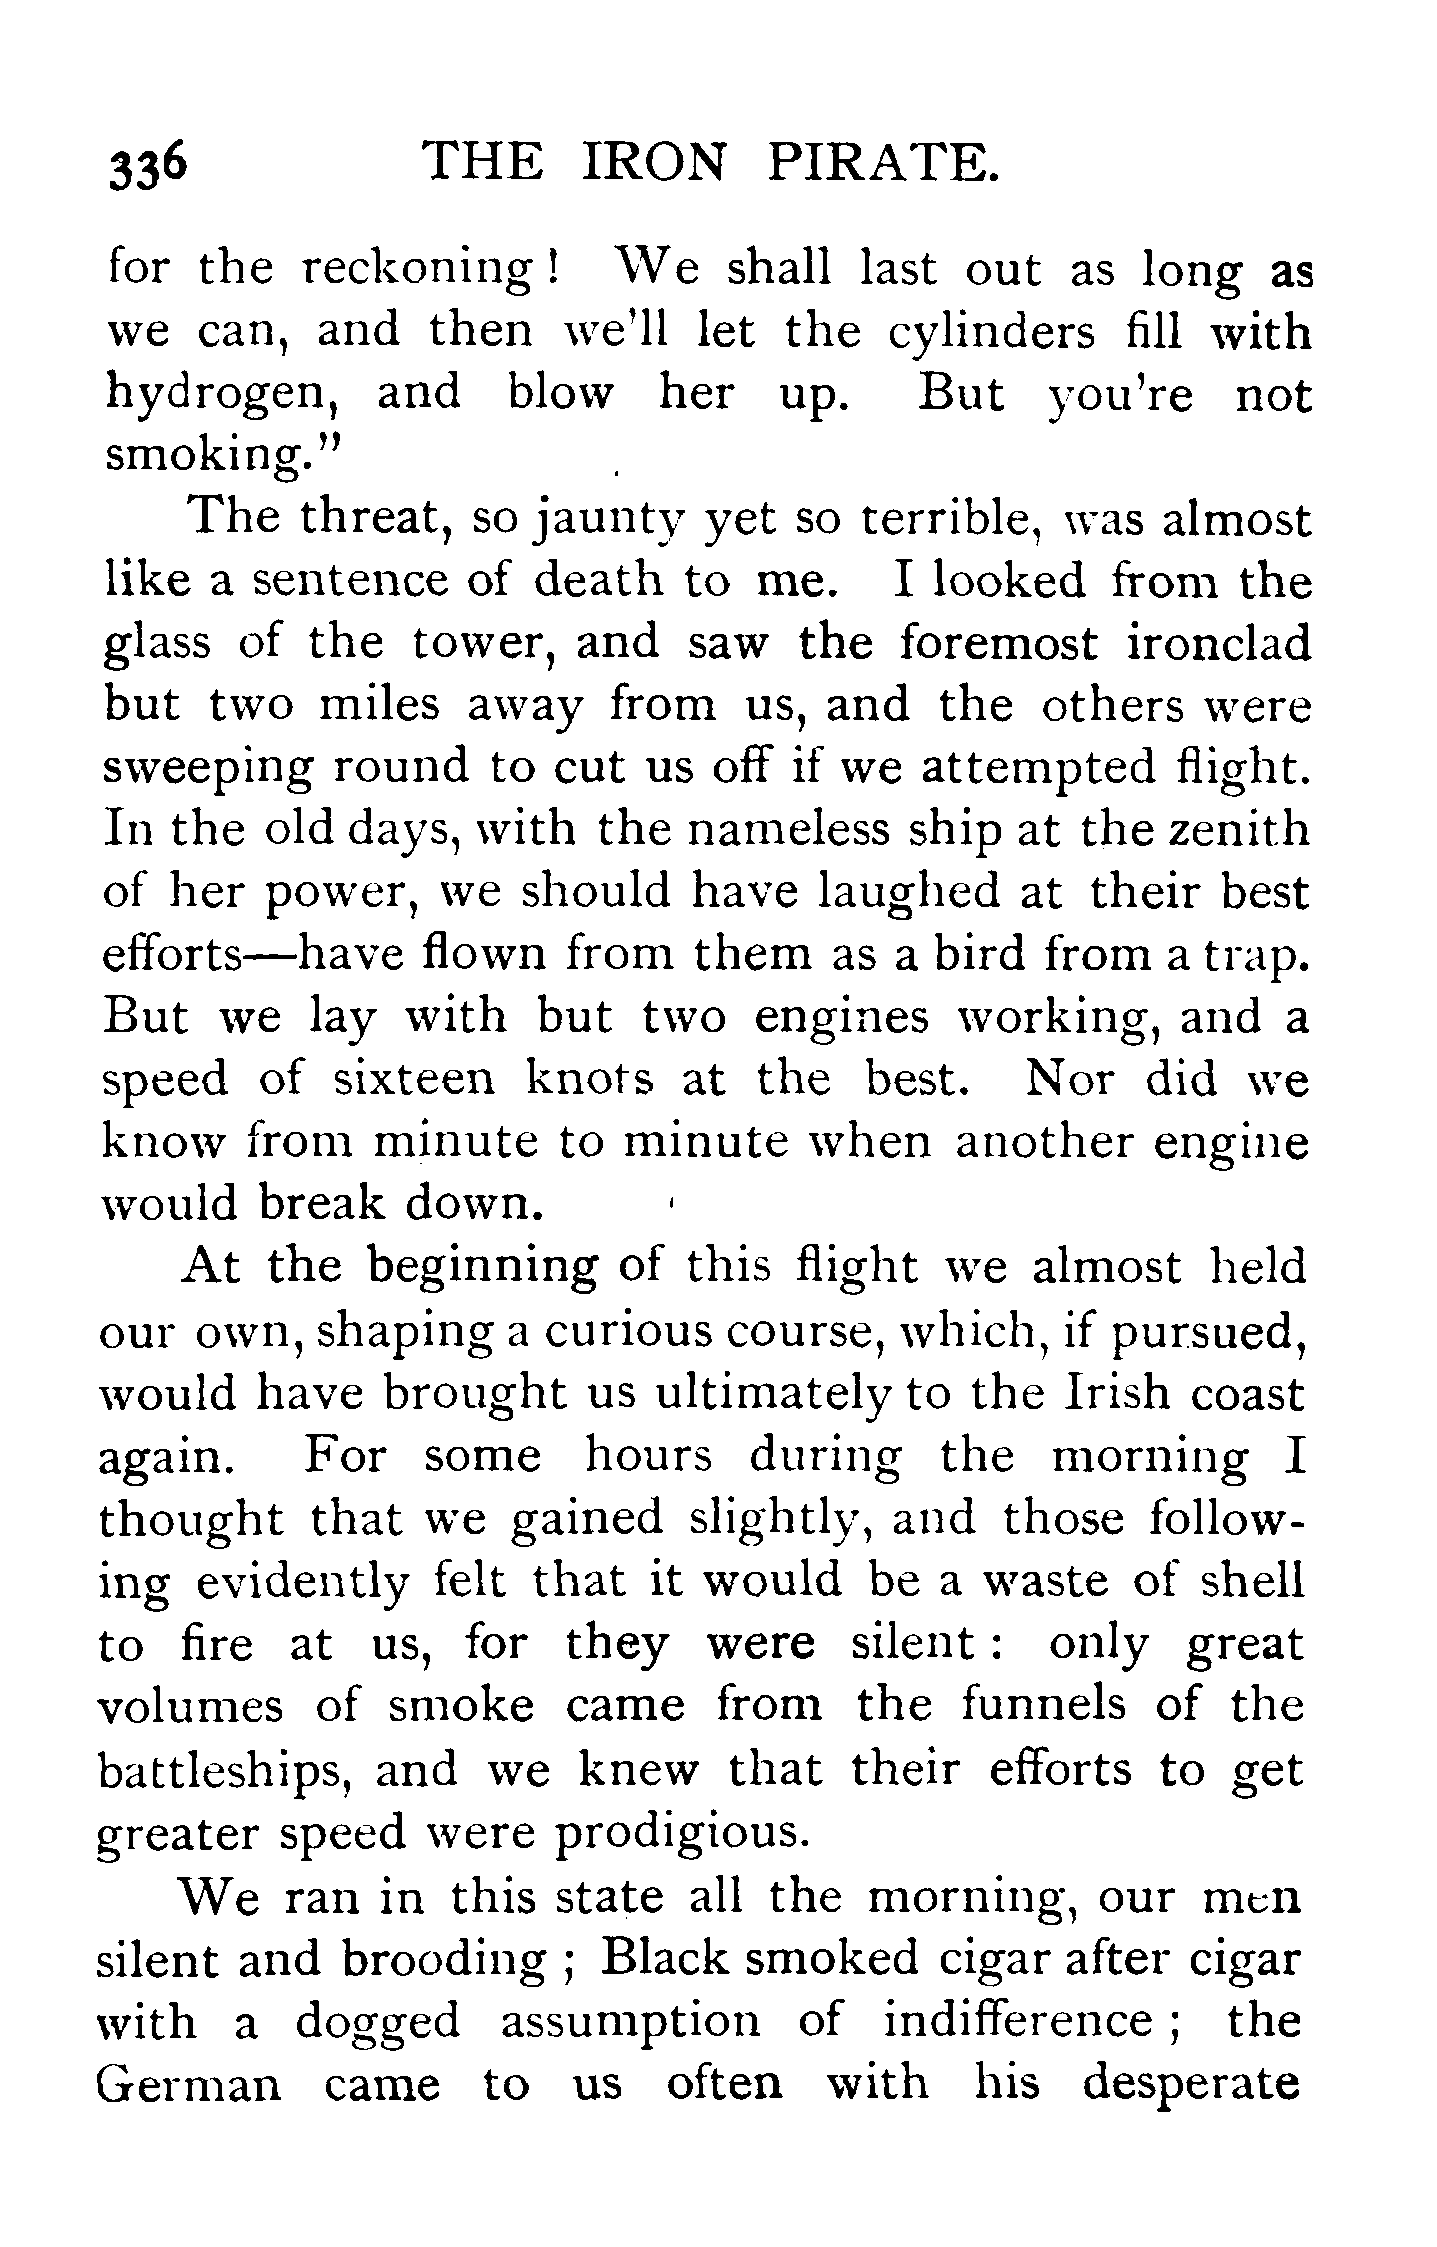 336 THE IRON PIRATE.
for the reckoning! We shall last out as long as
we can, and then we'll let the cylinders fill with
hydrogen, and blow her up. But you're not
smoking."
The threat, so jaunty yet so terrible, was almost
like a sentence of death to me. I looked from the
glass of the tower, and saw the foremost ironclad
but two miles away from us, and the others were
sweeping round to cut us off if we attempted flight.
In the old days, with the nameless ship at the zenith
of her power, we should have laughed at their best
efforts—have flown from them as a bird from a trap.
But we lay with but two engines working, and a
speed of sixteen knots at the best. Nor did we
know from minute to minute when another engine
would break down.
At the beginning of this flight we almost held
our own, shaping a curious course, which, if pursued,
would have brought us ultimately to the Irish coast
again. For some hours during the morning I
thought that we gained slightly, and those follow-
ing evidently felt that it would be a waste of shell
to fire at us, for they were silent: only great
volumes of smoke came from the funnels of the
battleships, and we knew that their efforts to get
greater speed were prodigious.
We ran in this state all the morning, our men
silent and brooding; Black smoked cigar after cigar
with a dogged assumption of indifference; the
German came to us often with his desperate